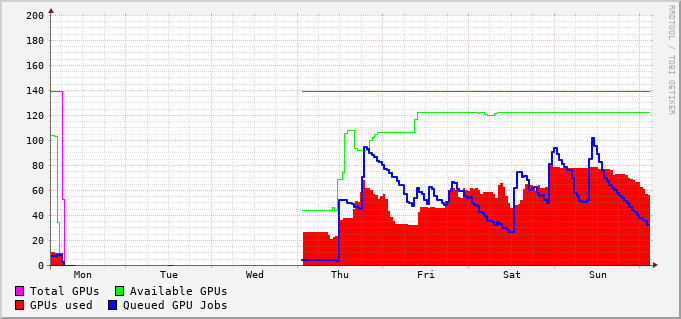 200
180
160
140
120
100
80
60
40
20
0
Mon Tue Wed Thu Fri Sat Sun
Total GPUs Available GPUs
GPUs used Queued GPU Jobs
RRDTOOL / TOBI OETIKER